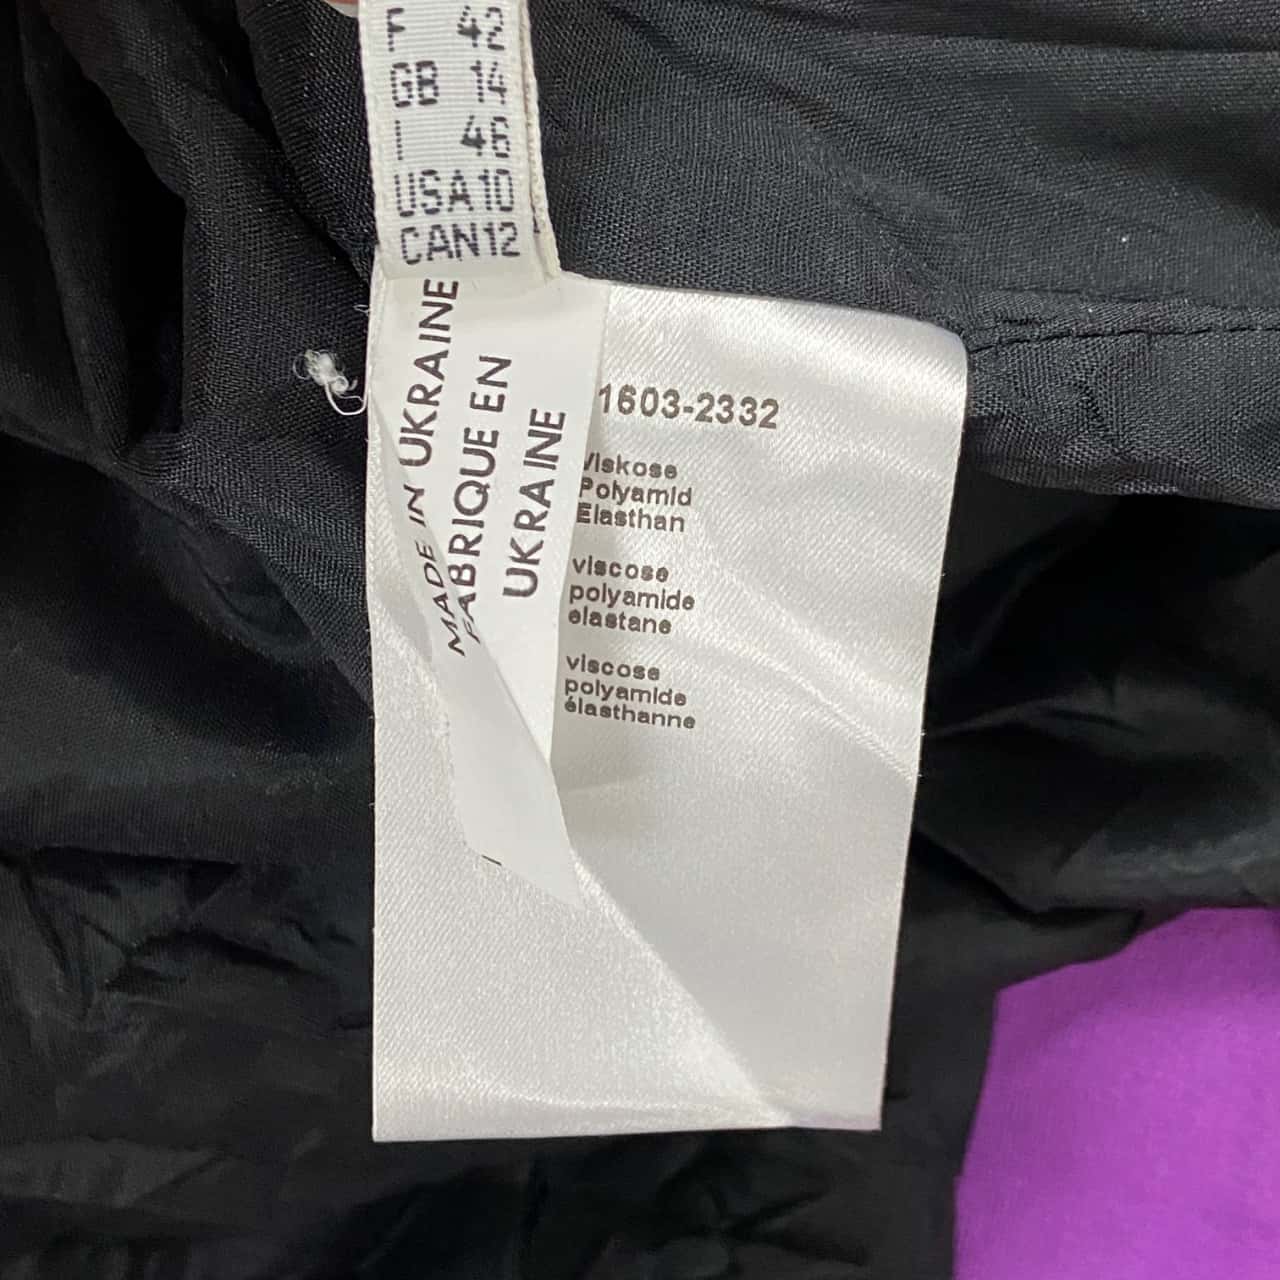 F 42
GB 14
I 46
USA 10
CAN 12
MADE IN UKRAINE
FABRIQUE EN
UKRAINE
1603-2332
Viskose
Polyamid
Elasthan
viscose
polyamide
elastane
viscose
polyamide
élasthanne